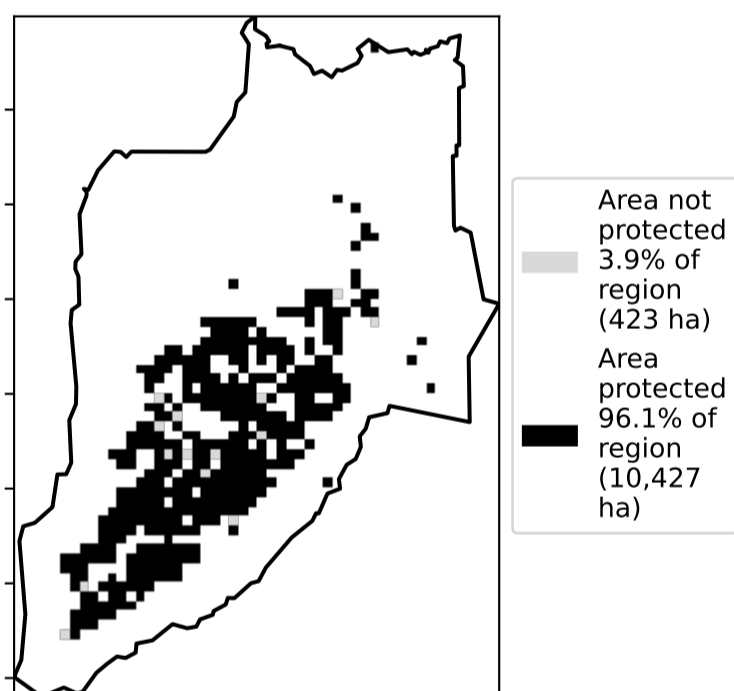 Area not
protected
3.9% of
region
(423 ha)
Area
protected
96.1% of
region
(10,427
ha)